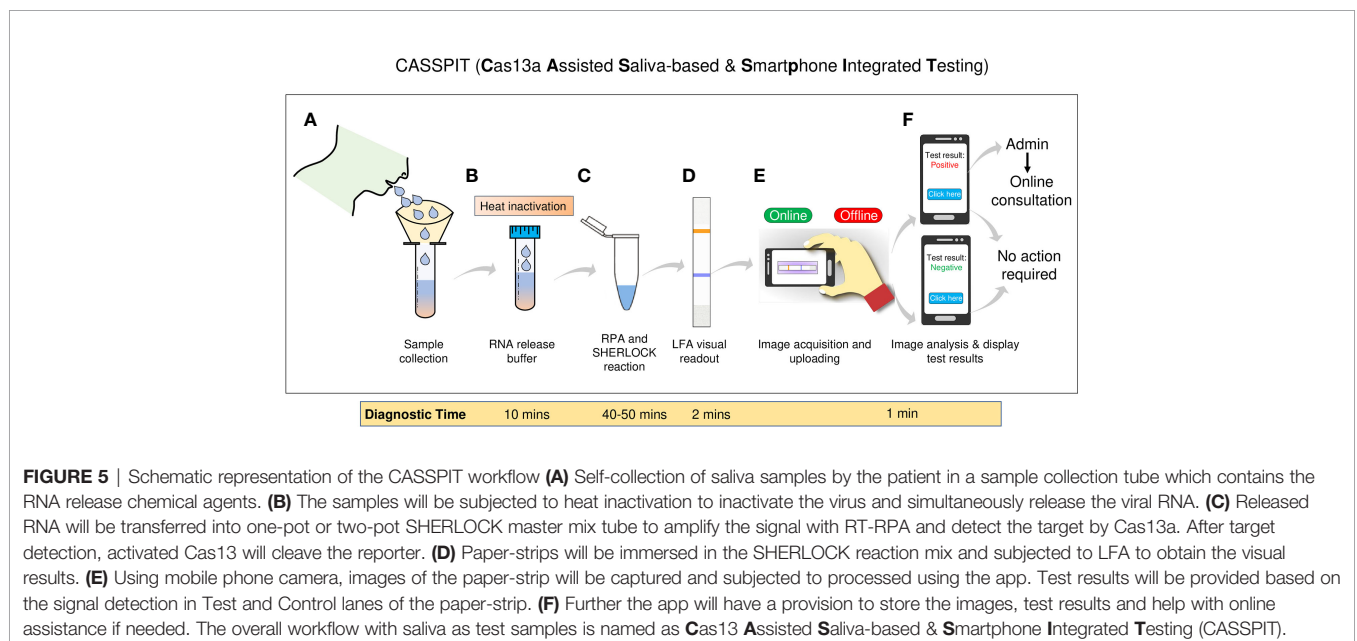 CASSPIT (Cas13a Assisted Saliva-based & Smartphone Integrated Testing)
A
B
C
D
E
F
Heat inactivation
Online
Offline
Test result:
Positive
Click here
Test result:
Negative
Click here
Admin
Online
consultation
No action
required
Sample
collection
RNA release
buffer
RPA and
SHERLOCK
reaction
LFA visual
readout
Image acquisition and
uploading
Image analysis & display
test results
Diagnostic Time
10 mins
40-50 mins
2 mins
1 min
FIGURE 5 | Schematic representation of the CASSPIT workflow (A) Self-collection of saliva samples by the patient in a sample collection tube which contains the
RNA release chemical agents. (B) The samples will be subjected to heat inactivation to inactivate the virus and simultaneously release the viral RNA. (C) Released
RNA will be transferred into one-pot or two-pot SHERLOCK master mix tube to amplify the signal with RT-RPA and detect the target by Cas13a. After target
detection, activated Cas13 will cleave the reporter. (D) Paper-strips will be immersed in the SHERLOCK reaction mix and subjected to LFA to obtain the visual
results. (E) Using mobile phone camera, images of the paper-strip will be captured and subjected to processed using the app. Test results will be provided based on
the signal detection in Test and Control lanes of the paper-strip. (F) Further the app will have a provision to store the images, test results and help with online
assistance if needed. The overall workflow with saliva as test samples is named as Cas13 Assisted Saliva-based & Smartphone Integrated Testing (CASSPIT).